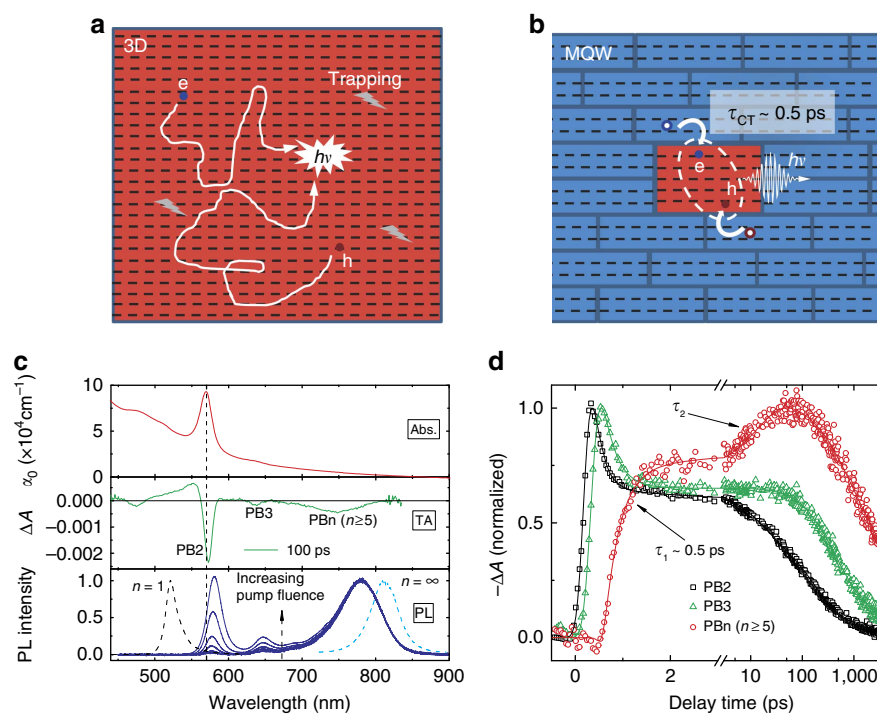 a
3D
e
Trapping
hν
h
b
MQW
τCT ~ 0.5 ps
e
hν
h
c
α0 (×10⁴cm⁻¹)
10
5
0
Abs.
ΔA
0.000
−0.001
−0.002
PB2
PB3
PBn (n≥5)
100 ps
TA
PL intensity
1.0
0.5
0.0
n = 1
Increasing
pump fluence
n = ∞
PL
500 600 700 800 900
Wavelength (nm)
d
−ΔA (normalized)
1.0
0.5
0.0
τ2
τ1 ~ 0.5 ps
PB2
PB3
PBn (n≥5)
0 2 10 100 1,000
Delay time (ps)